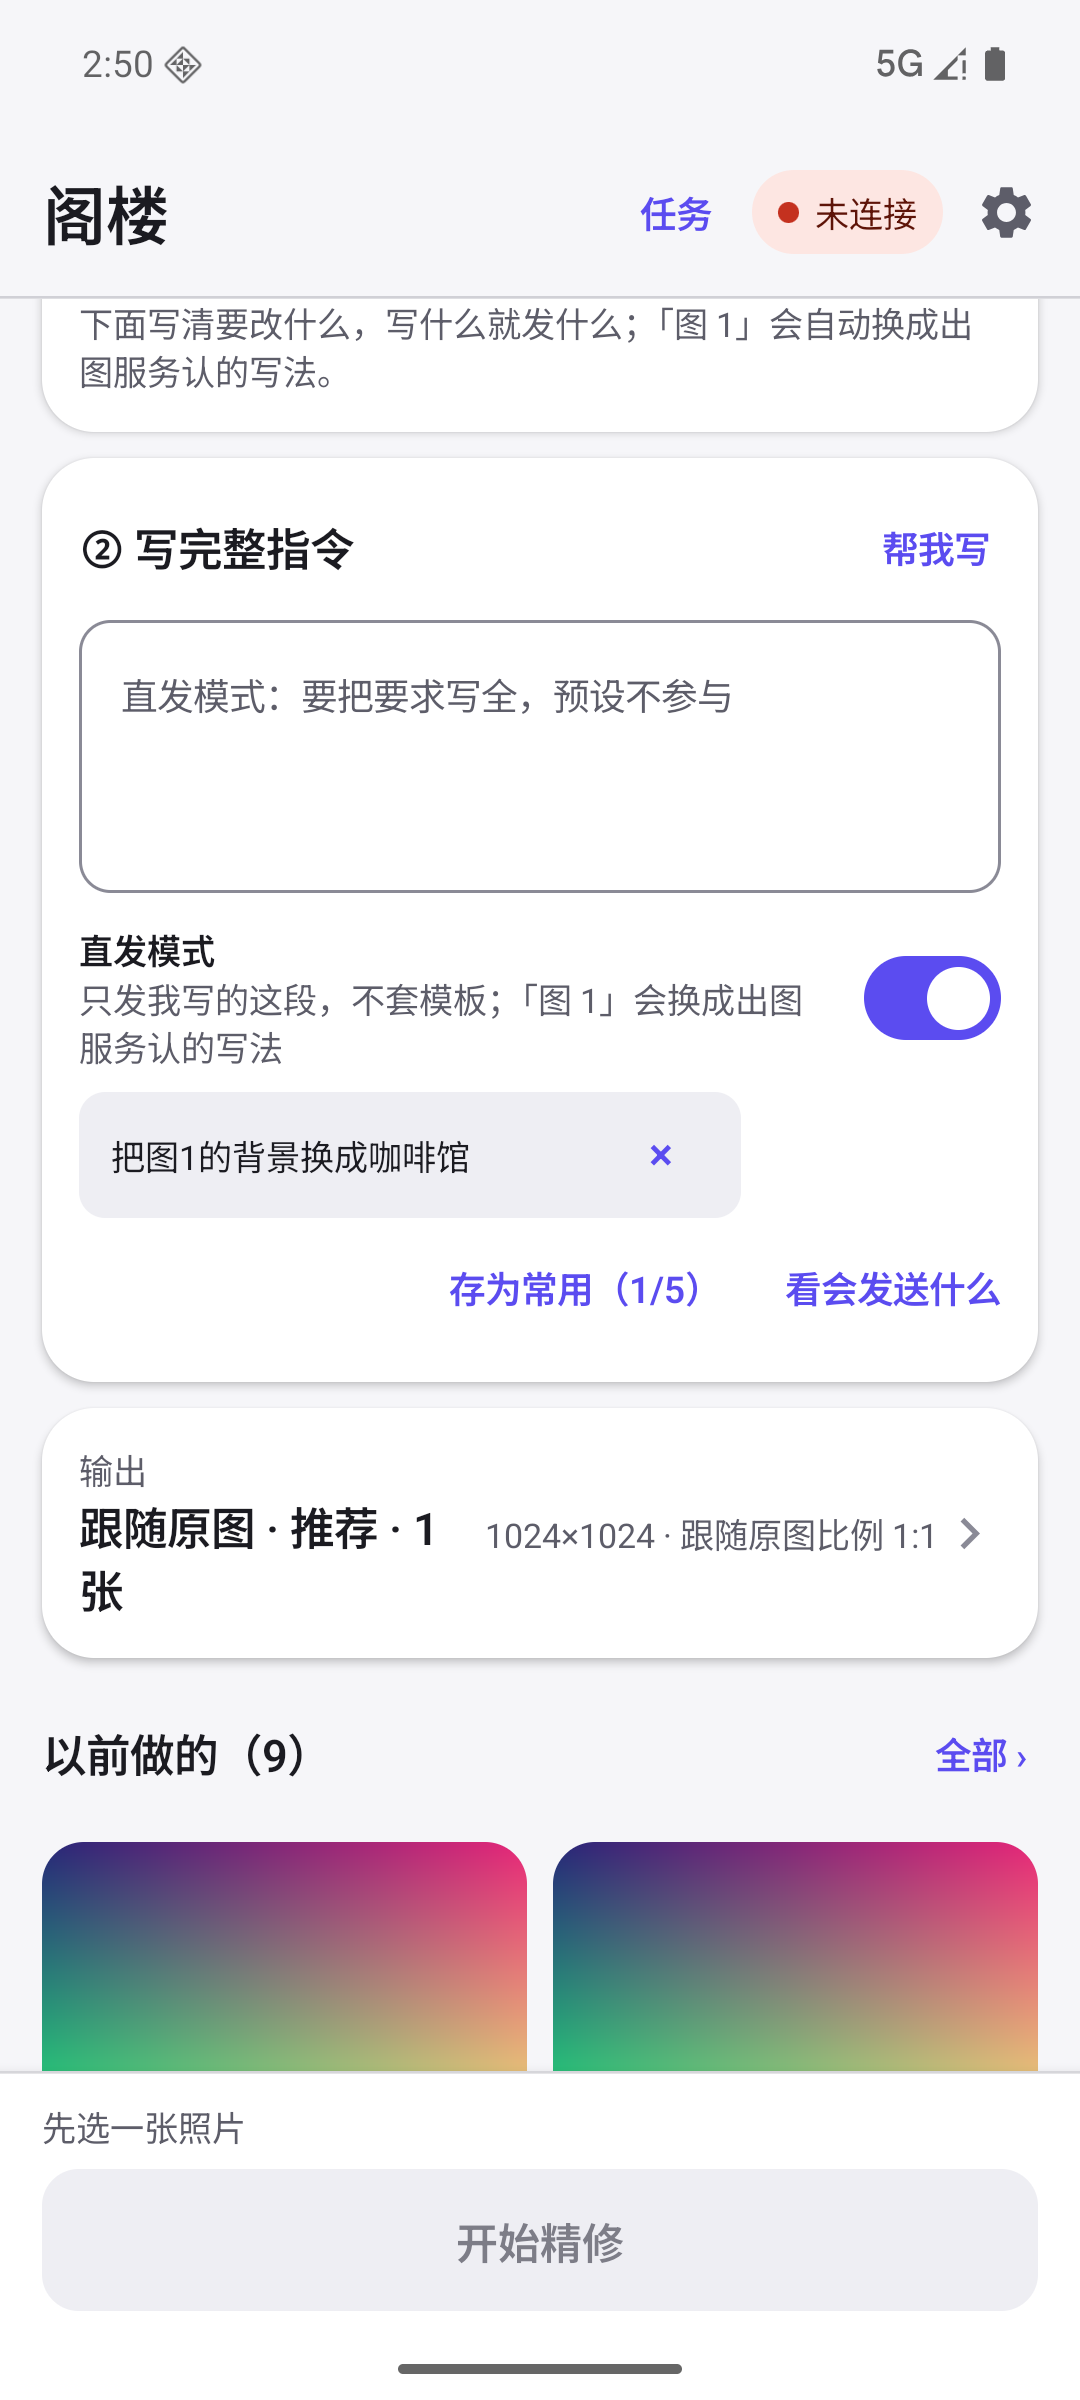 2:50
5G
阁楼
任务
未连接
下面写清要改什么，写什么就发什么；「图 1」会自动换成出
图服务认的写法。
② 写完整指令
帮我写
直发模式：要把要求写全，预设不参与
直发模式
只发我写的这段，不套模板；「图 1」会换成出图
服务认的写法
把图1的背景换成咖啡馆
×
存为常用（1/5）
看会发送什么
输出
跟随原图 · 推荐 · 1
张
1024×1024 · 跟随原图比例 1:1
以前做的（9）
全部 ›
先选一张照片
开始精修